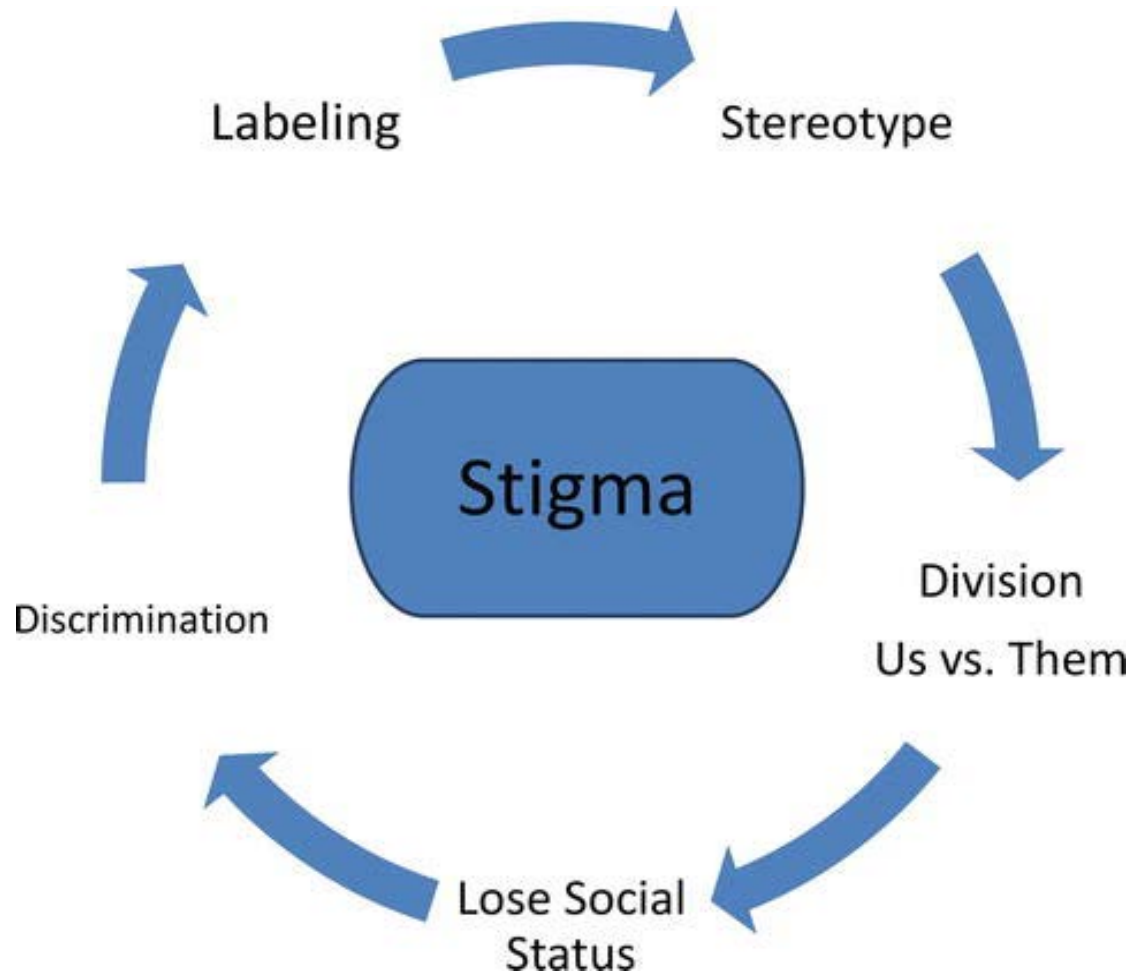 Labeling
Stereotype
Stigma
Division
Us vs. Them
Discrimination
Lose Social
Status